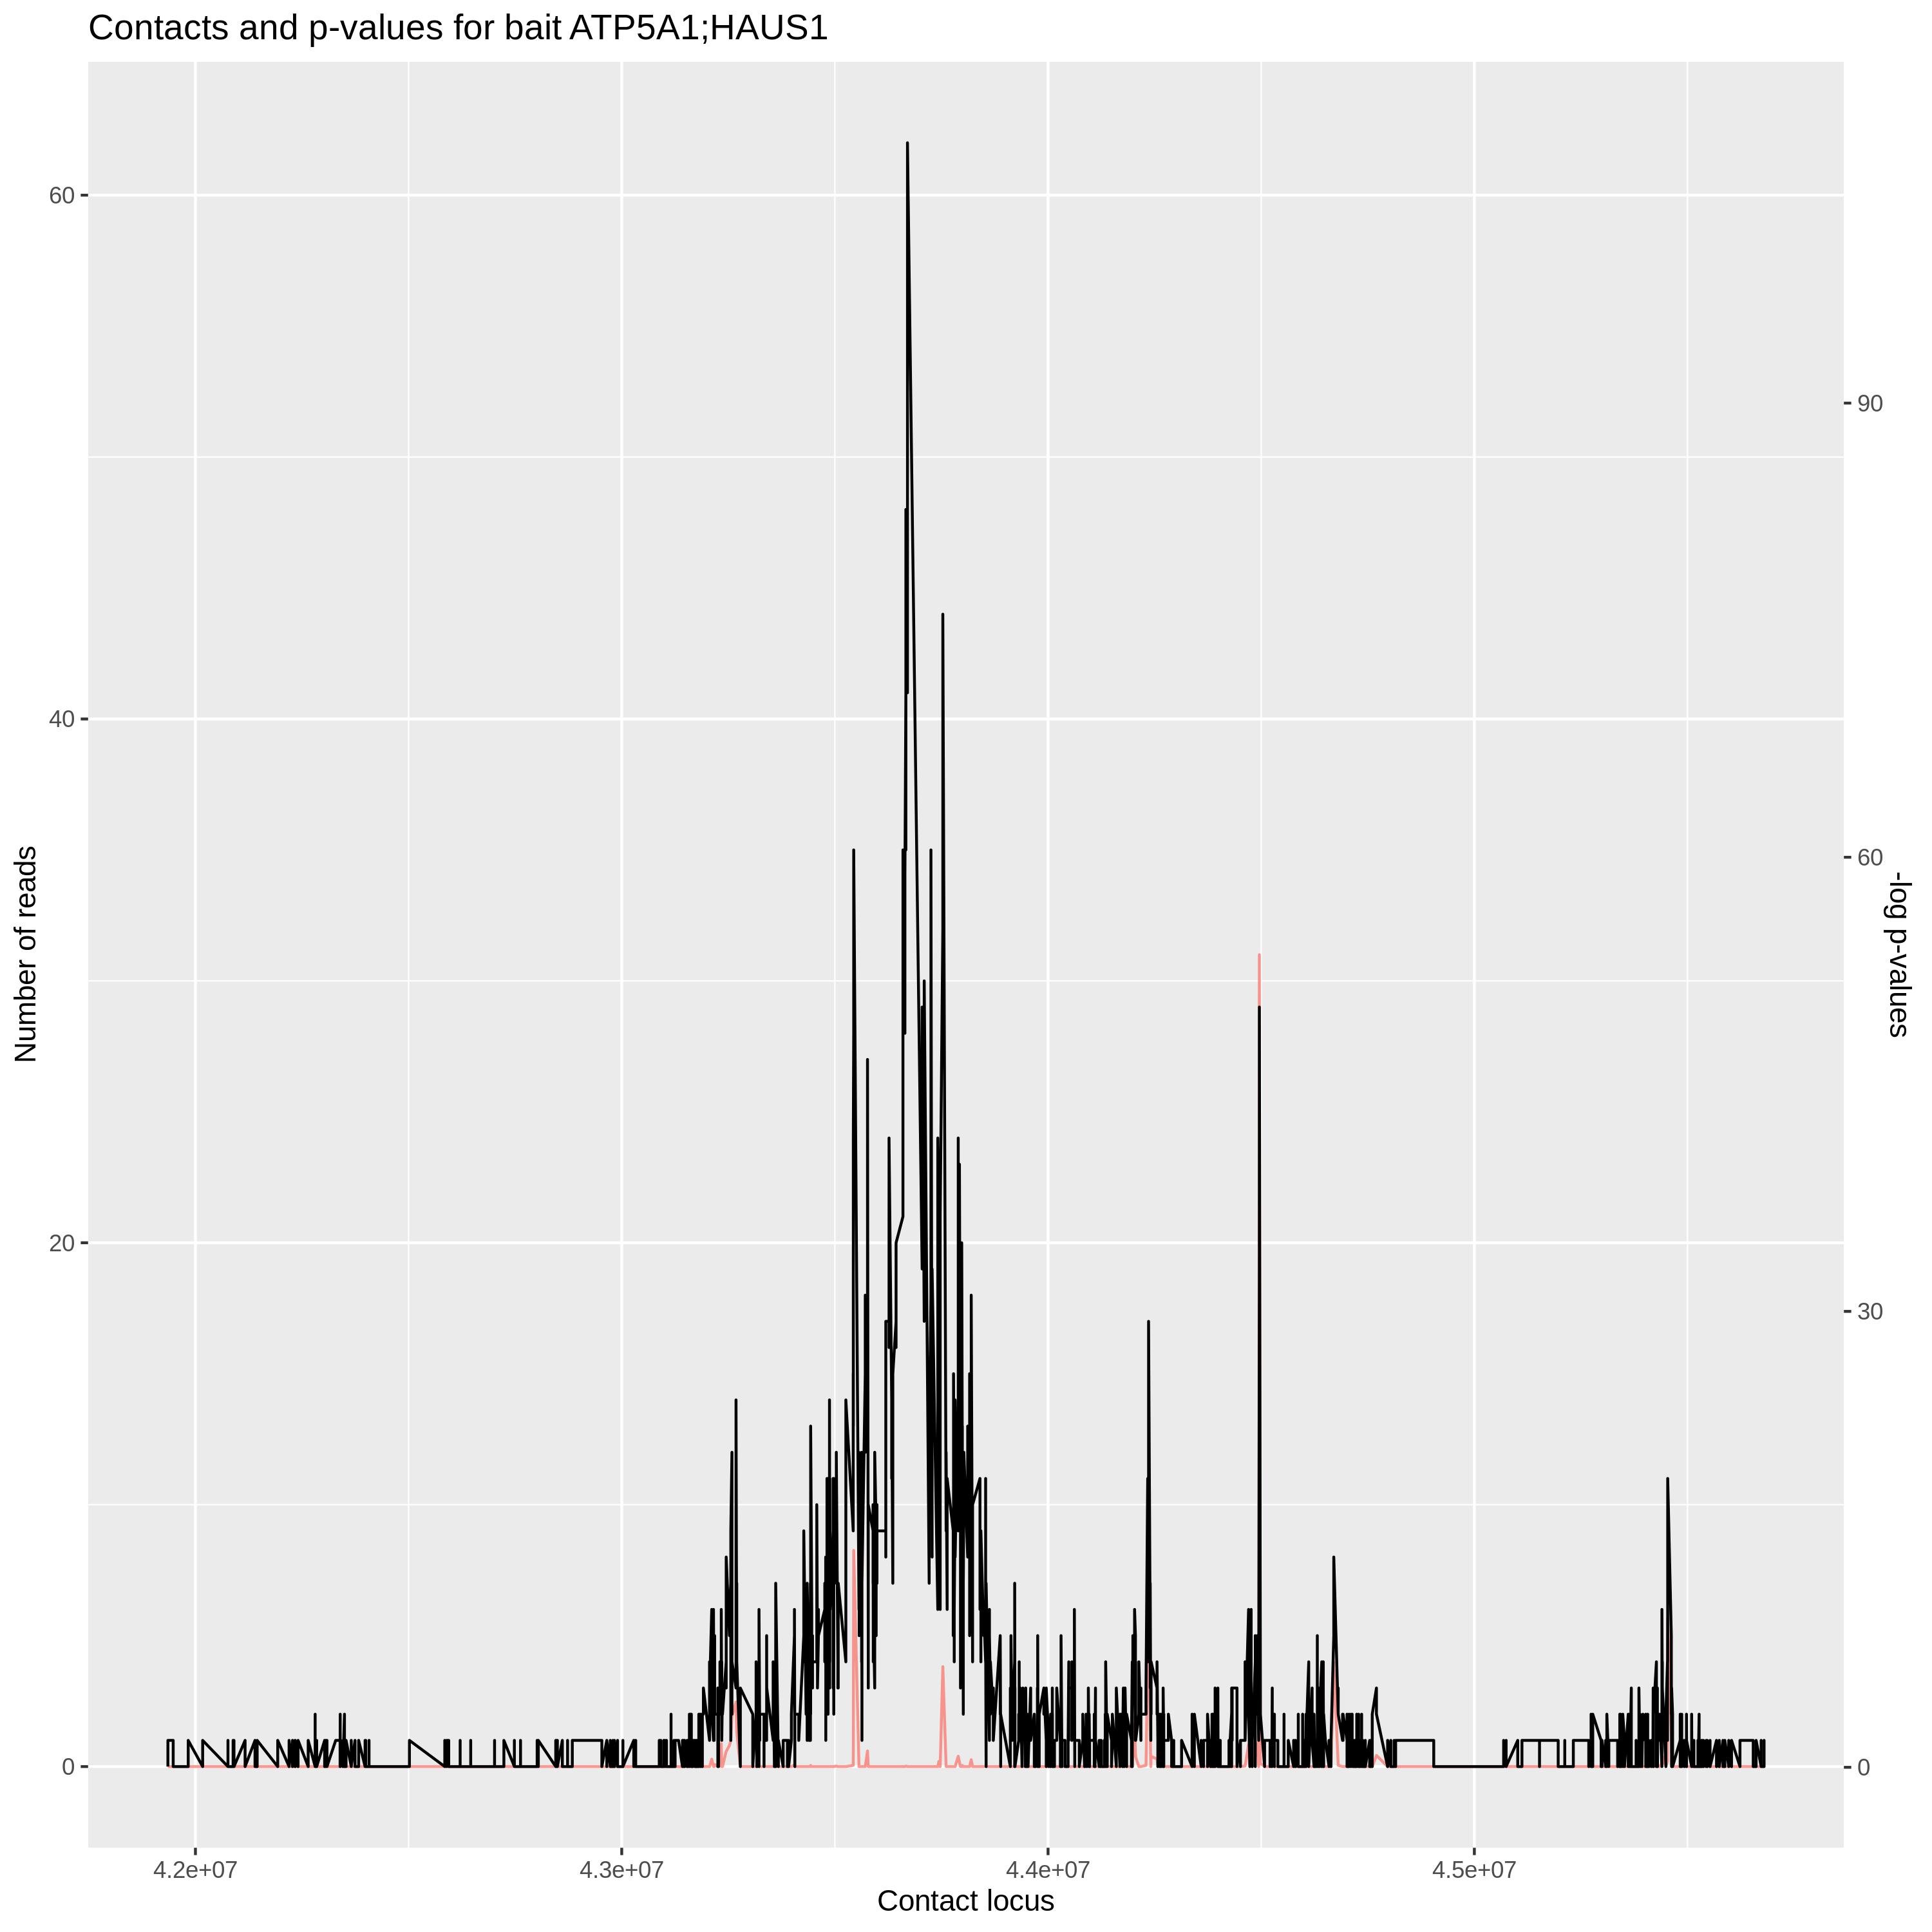 Contacts and p-values for bait ATP5A1;HAUS1
60
40
20
0
Number of reads
90
60
30
0
-log p-values
4.2e+07
4.3e+07
4.4e+07
4.5e+07
Contact locus